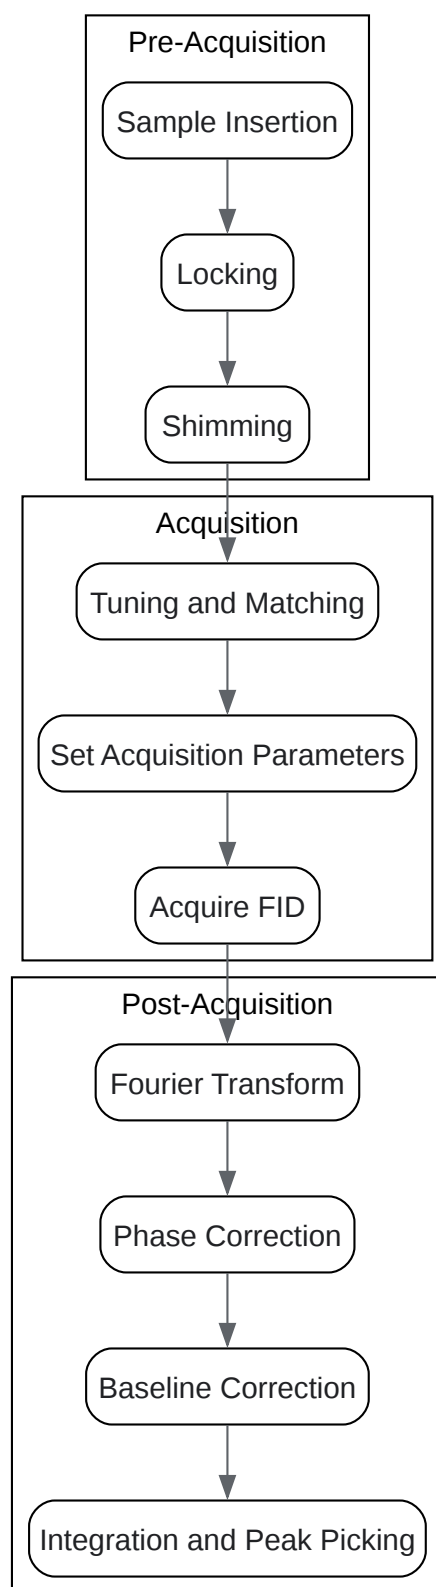 Pre-Acquisition
Sample Insertion
Locking
Shimming
Acquisition
Tuning and Matching
Set Acquisition Parameters
Acquire FID
Post-Acquisition
Fourier Transform
Phase Correction
Baseline Correction
Integration and Peak Picking